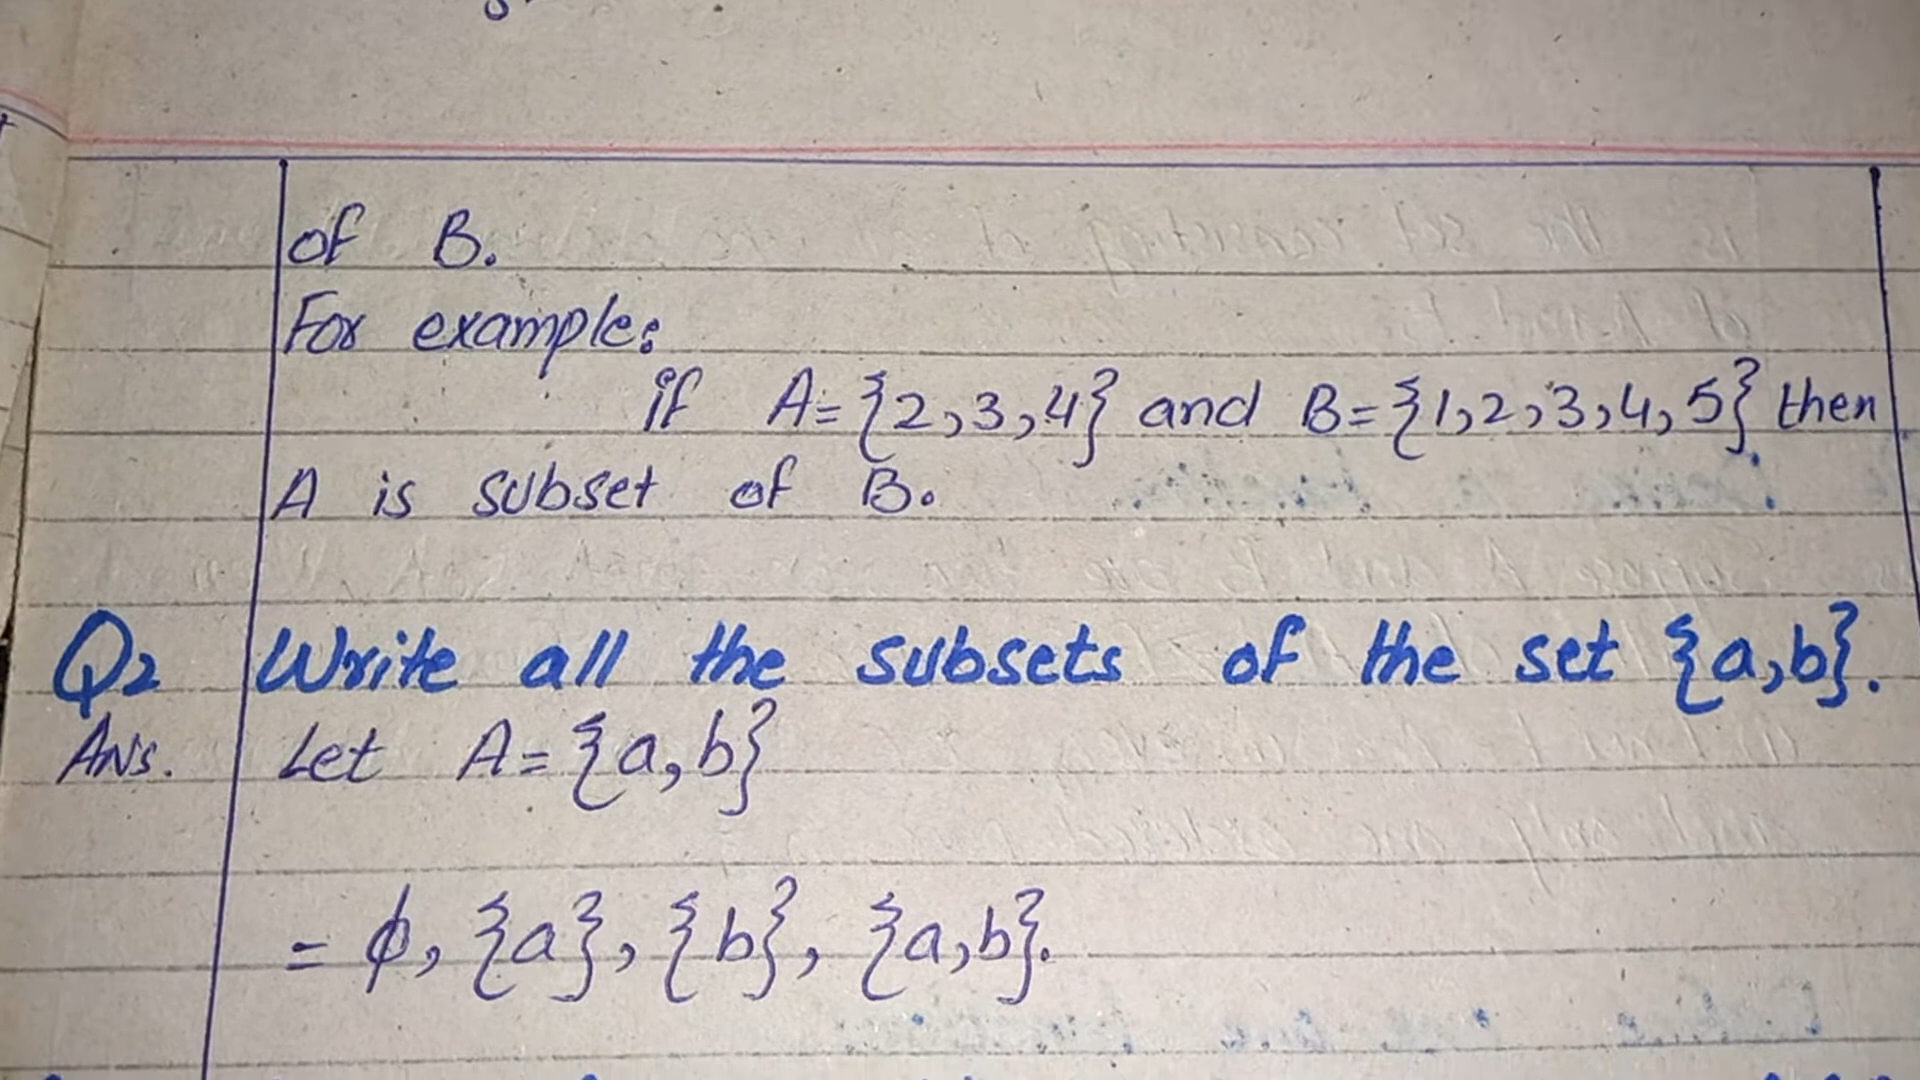 of B.
For example:
if A={2,3,4} and B={1,2,3,4,5} then
A is subset of B.
Q2 Write all the subsets of the set {a,b}.
Ans. Let A={a,b}
= ϕ, {a}, {b}, {a,b}.